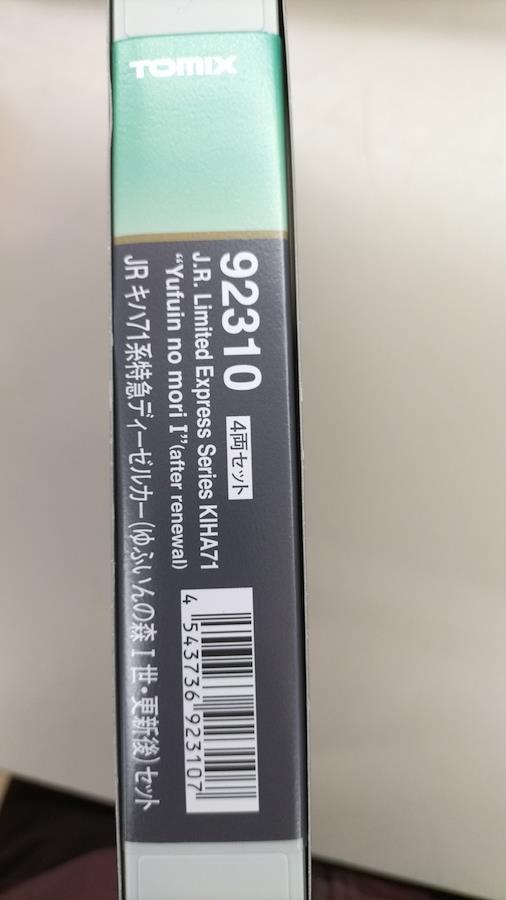 TOMIX
92310 4両セット
J.R. Limited Express Series KIHA71
“Yufuin no mori I”(after renewal)
JR キハ71系特急ディーゼルカー(ゆふいんの森Ⅰ世・更新後)セット
4 543736 923107